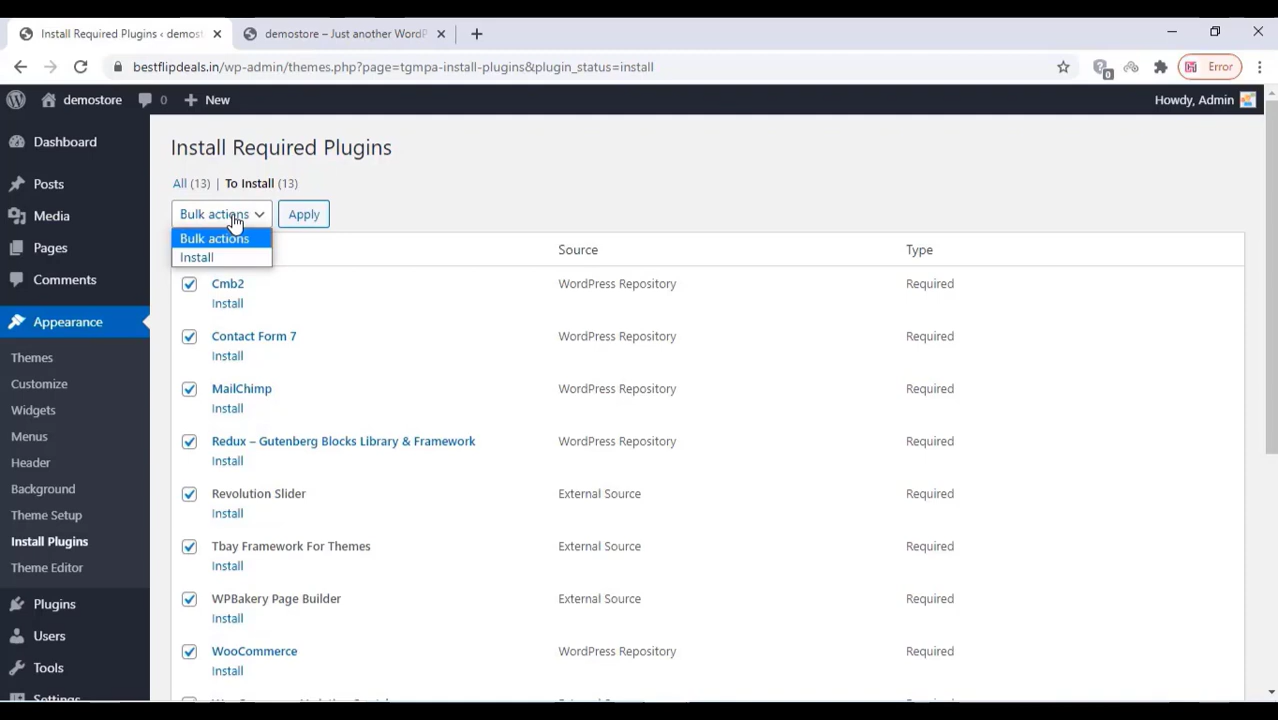 Install Required Plugins ‹ demost
demostore – Just another WordP
bestflipdeals.in/wp-admin/themes.php?page=tgmpa-install-plugins&plugin_status=install
0
Error
demostore
0
New
Howdy, Admin
Dashboard
Posts
Media
Pages
Comments
Appearance
Themes
Customize
Widgets
Menus
Header
Background
Theme Setup
Install Plugins
Theme Editor
Plugins
Users
Tools
Settings
Install Required Plugins
All (13) | To Install (13)
Bulk actions
Apply
Bulk actions
Install
Source
Type
Cmb2
WordPress Repository
Required
Install
Contact Form 7
WordPress Repository
Required
Install
MailChimp
WordPress Repository
Required
Install
Redux – Gutenberg Blocks Library & Framework
WordPress Repository
Required
Install
Revolution Slider
External Source
Required
Install
Tbay Framework For Themes
External Source
Required
Install
WPBakery Page Builder
External Source
Required
Install
WooCommerce
WordPress Repository
Required
Install